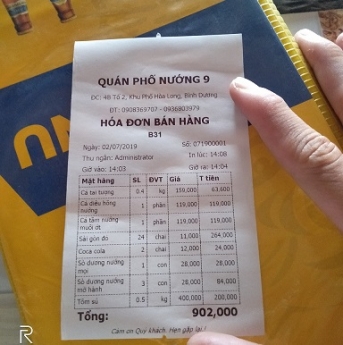 QUÁN PHỐ NƯỚNG 9
ĐC: 4B Tổ 2, Khu Phố Hòa Long, Bình Dương
ĐT: 0908369707 - 0936803979
HÓA ĐƠN BÁN HÀNG
B31
Ngày: 02/07/2019 Số: 071900001
Thu ngân: Administrator In lúc: 14:08
Giờ vào: 14:03 Giờ ra: 14:04
Mặt hàng SL ĐVT Giá T tiền
Cá tai tượng 0.4 kg 159,000 63,600
Cá điêu hồng nướng 1 phần 119,000 119,000
Cá tầm nướng muối ớt 1 phần 119,000 119,000
Sài gòn đỏ 24 chai 11,000 264,000
Coca cola 2 chai 12,000 24,000
Sò dương nướng mọi 1 con 28,000 28,000
Sò dương nướng mỡ hành 3 con 28,000 84,000
Tôm sú 0.5 kg 400,000 200,000
Tổng: 902,000
Cảm ơn Quý khách. Hẹn gặp lại!